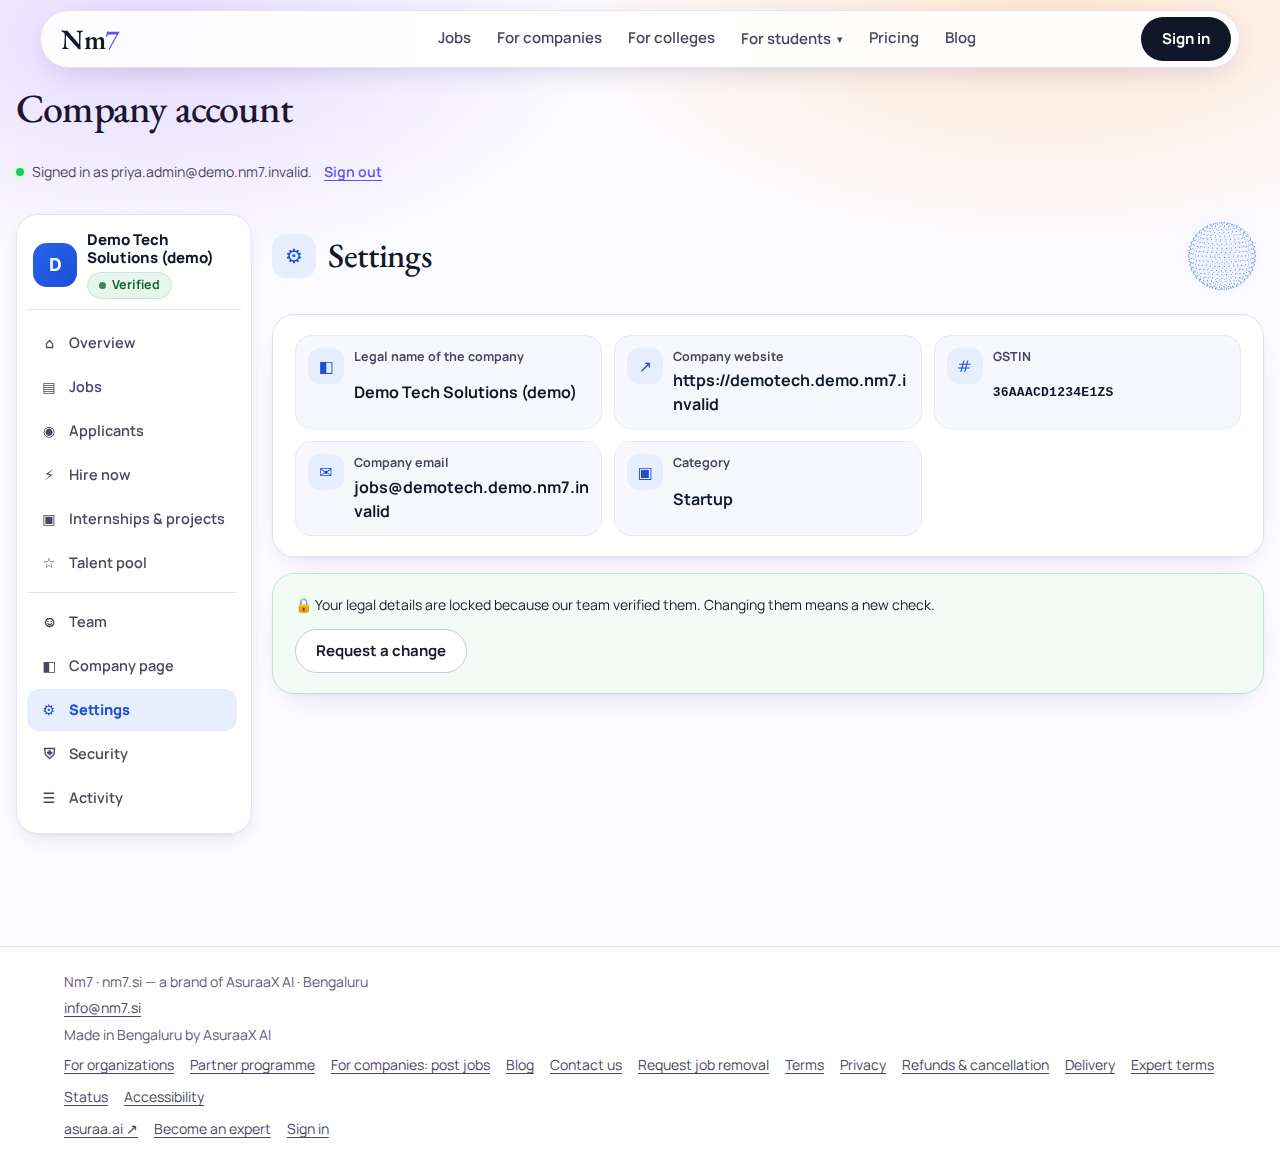 Nm7
Jobs For companies For colleges For students ▾ Pricing Blog
Sign in
Company account
Signed in as priya.admin@demo.nm7.invalid. Sign out
D
Demo Tech
Solutions (demo)
Verified
Overview
Jobs
Applicants
Hire now
Internships & projects
Talent pool
Team
Company page
Settings
Security
Activity
Settings
Legal name of the company
Demo Tech Solutions (demo)
Company website
https://demotech.demo.nm7.i
nvalid
#
GSTIN
36AAACD1234E1ZS
Company email
jobs@demotech.demo.nm7.in
valid
Category
Startup
🔒 Your legal details are locked because our team verified them. Changing them means a new check.
Request a change
Nm7 · nm7.si — a brand of AsuraaX AI · Bengaluru
info@nm7.si
Made in Bengaluru by AsuraaX AI
For organizations Partner programme For companies: post jobs Blog Contact us Request job removal Terms Privacy Refunds & cancellation Delivery Expert terms
Status Accessibility
asuraa.ai ↗ Become an expert Sign in